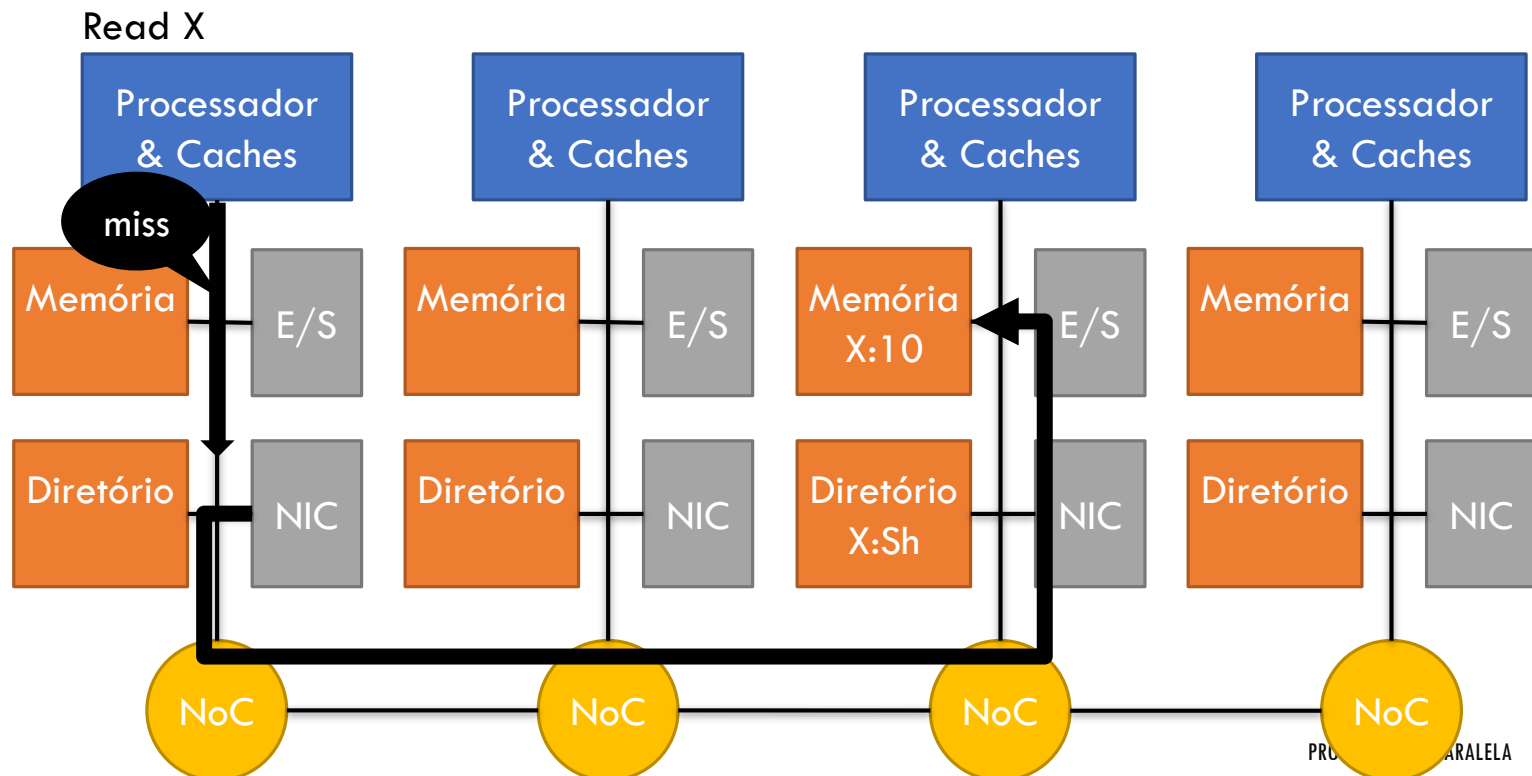 Read X
Processador
& Caches
Processador
& Caches
Processador
& Caches
Processador
& Caches
miss
Memória
E/S
Memória
E/S
Memória
X:10
E/S
Memória
E/S
Diretório
NIC
Diretório
NIC
Diretório
X:Sh
NIC
Diretório
NIC
NoC
NoC
NoC
NoC